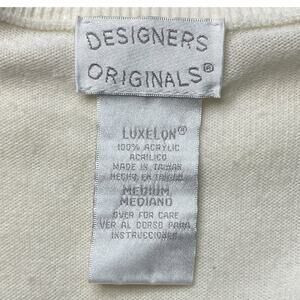 DESIGNERS
ORIGINALS®
LUXELON®
100% ACRYLIC
ACRILICO
MADE IN TAIWAN
HECHO EN TAIWAN
MEDIUM
MEDIANO
OVER FOR CARE
VER AL DORSO PARA
INSTRUCCIONES